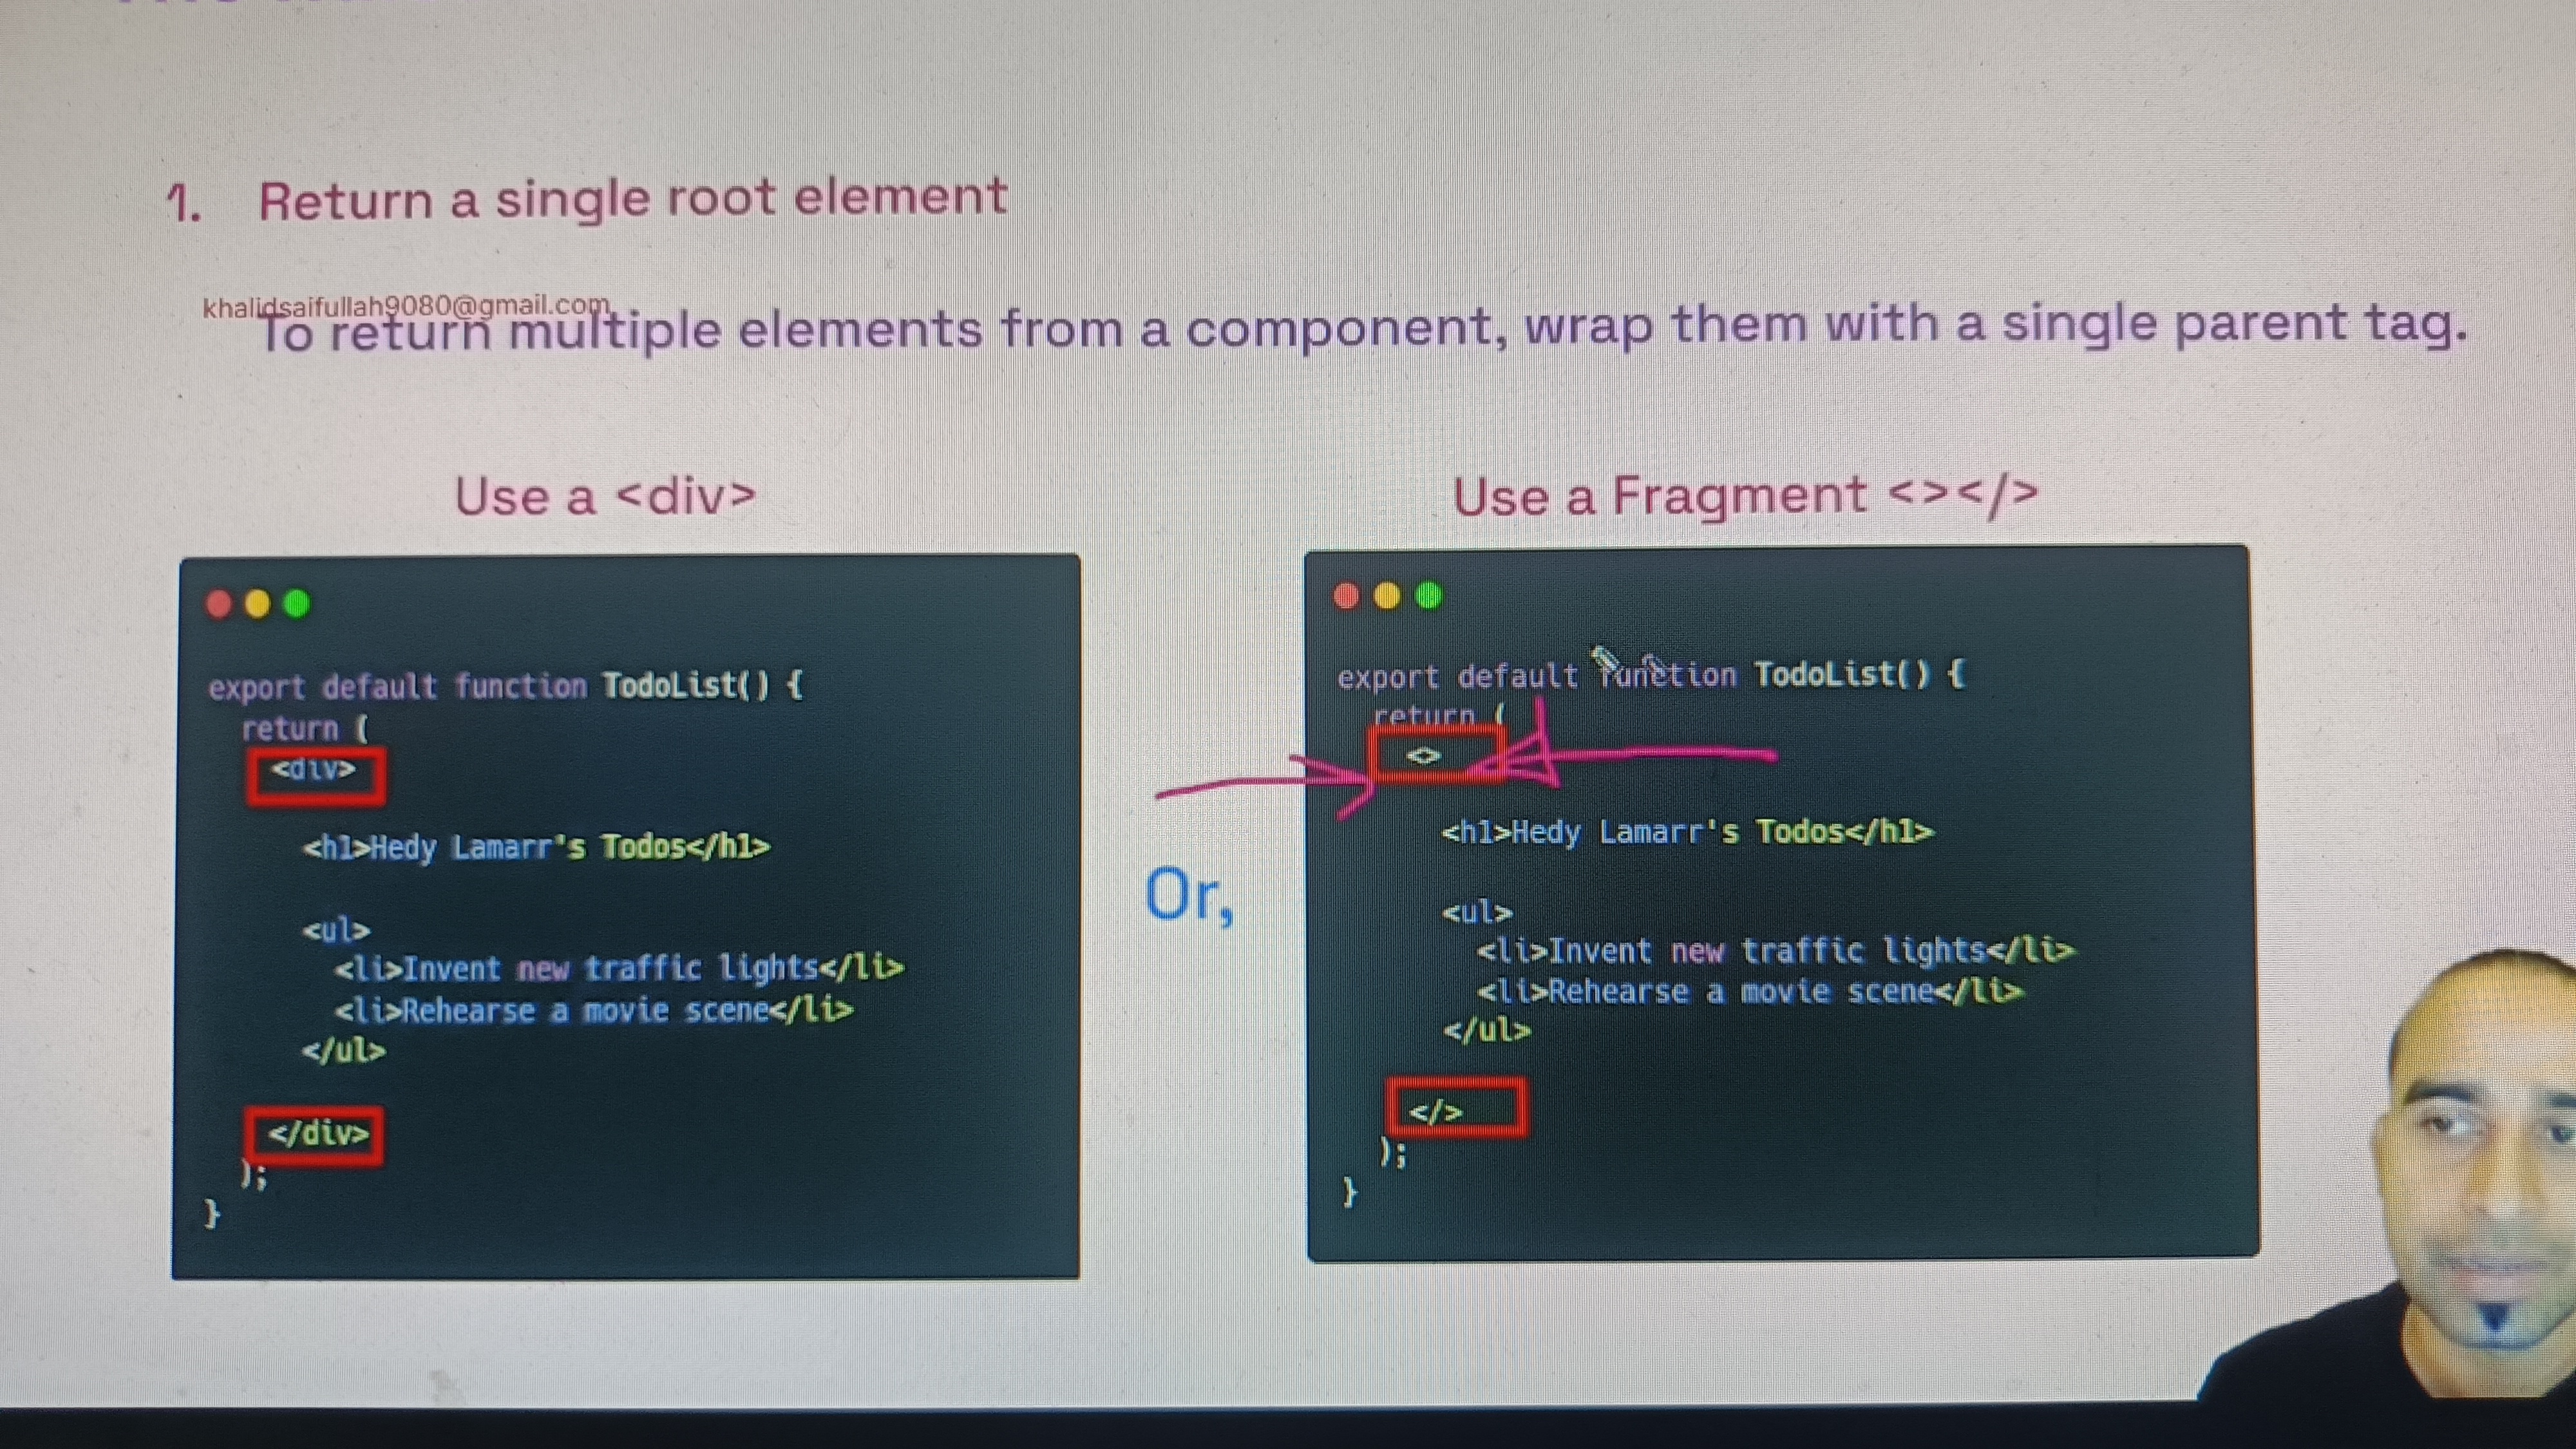 1. Return a single root element
khalidsaifullah9080@gmail.com
To return multiple elements from a component, wrap them with a single parent tag.
Use a <div>
export default function TodoList() {
return (
<div>
<h1>Hedy Lamarr's Todos</h1>
<ul>
<li>Invent new traffic lights</li>
<li>Rehearse a movie scene</li>
</ul>
</div>
);
}
Or,
Use a Fragment <></>
export default function TodoList() {
return (
<>
<h1>Hedy Lamarr's Todos</h1>
<ul>
<li>Invent new traffic lights</li>
<li>Rehearse a movie scene</li>
</ul>
</>
);
}